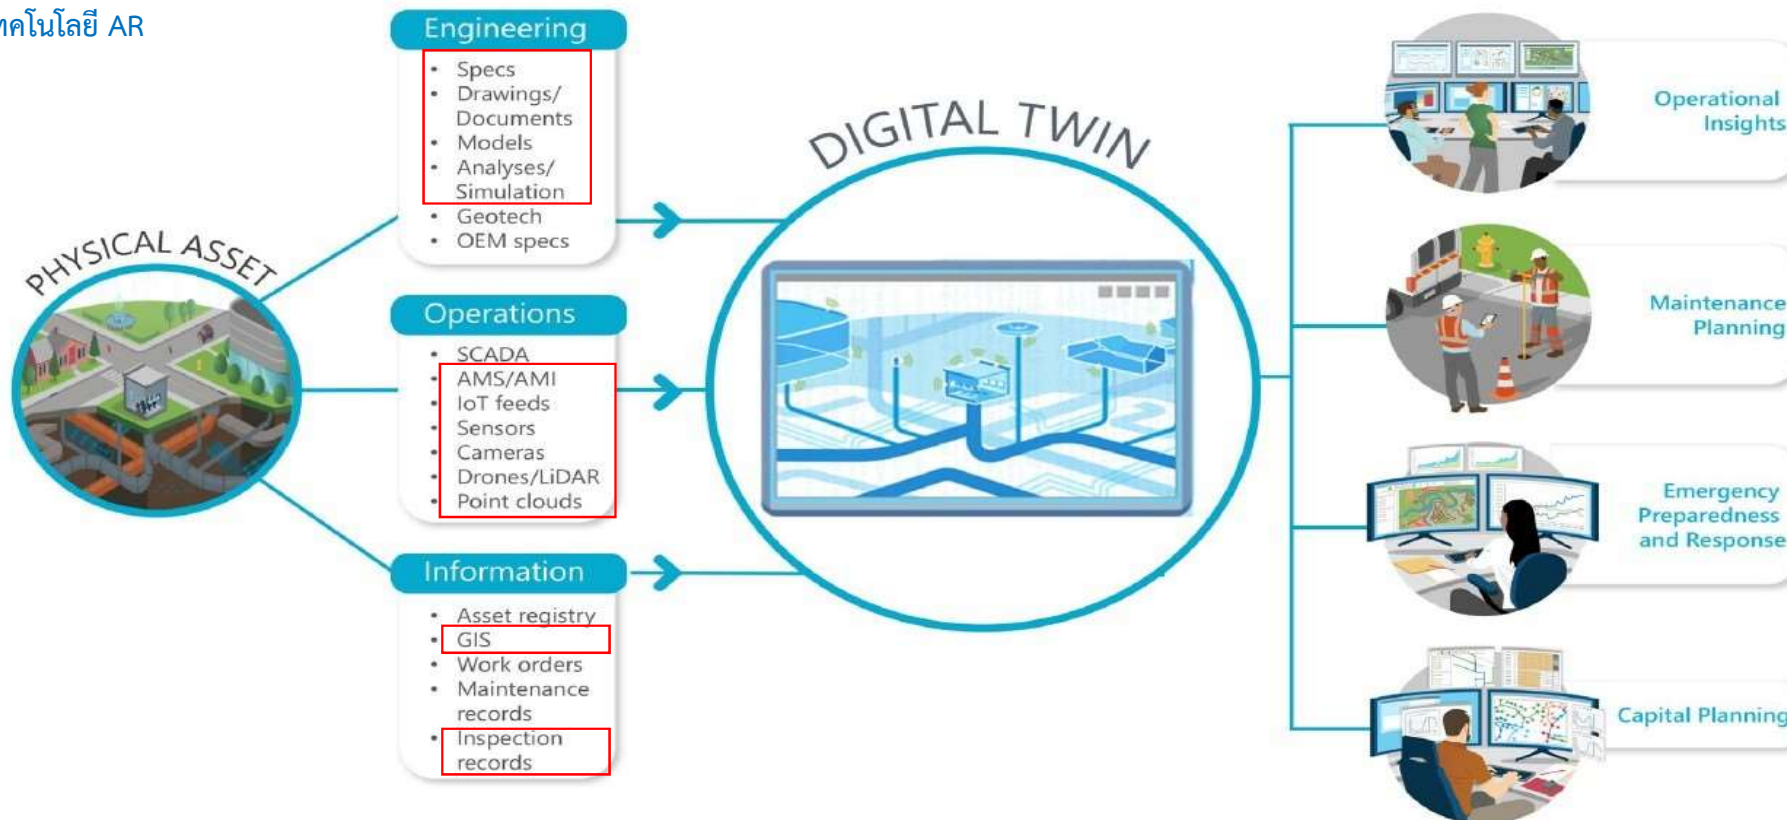 ทคโนโลยี AR
Engineering
• Specs
• Drawings/
Documents
• Models
• Analyses/
Simulation
• Geotech
• OEM specs
PHYSICAL ASSET
Operations
• SCADA
• AMS/AMI
• IoT feeds
• Sensors
• Cameras
• Drones/LiDAR
• Point clouds
Information
• Asset registry
• GIS
• Work orders
• Maintenance
records
• Inspection
records
DIGITAL TWIN
Operational
Insights
Maintenance
Planning
Emergency
Preparedness
and Response
Capital Planning